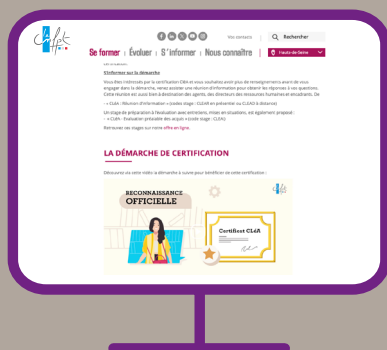 cnfpt
Vos contacts
Rechercher
Se former Évoluer S'informer Nous connaître
Hauts-de-Seine
S'informer sur la démarche
Vous êtes intéressés par la certification CléA et vous souhaitez avoir plus de renseignements avant de vous
engager dans la démarche, venez assister une réunion d'information pour obtenir les réponses à vos questions.
Cette réunion est aussi bien à destination des agents, des directeurs des ressources humaines et encadrants. De
→ CLéA : Réunion d'information » (codes stage : CLEAR en présentiel ou CLEA2 à distance)
Un stage de préparation à l'évaluation avec entretiens, mises en situations, est également proposé :
→ « CLéA : Évaluation préalable des acquis » (code stage : CLEAI)
Retrouvez ces stages sur notre offre en ligne.
LA DÉMARCHE DE CERTIFICATION
Découvrez via cette vidéo la démarche à suivre pour bénéficier de cette certification :
RECONNAISSANCE
OFFICIELLE
Certificat CLéA